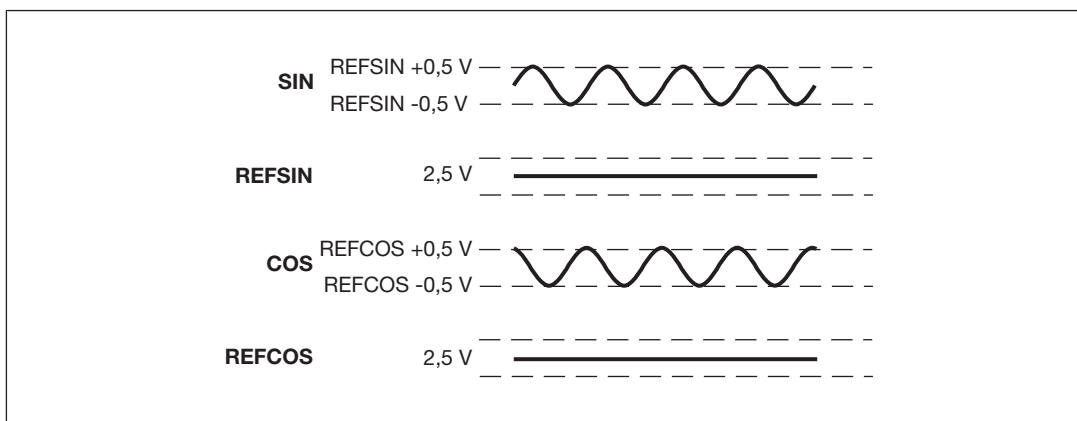 REFSIN +0,5 V
SIN
REFSIN -0,5 V
REFSIN 2,5 V
REFCOS +0,5 V
COS
REFCOS -0,5 V
REFCOS 2,5 V